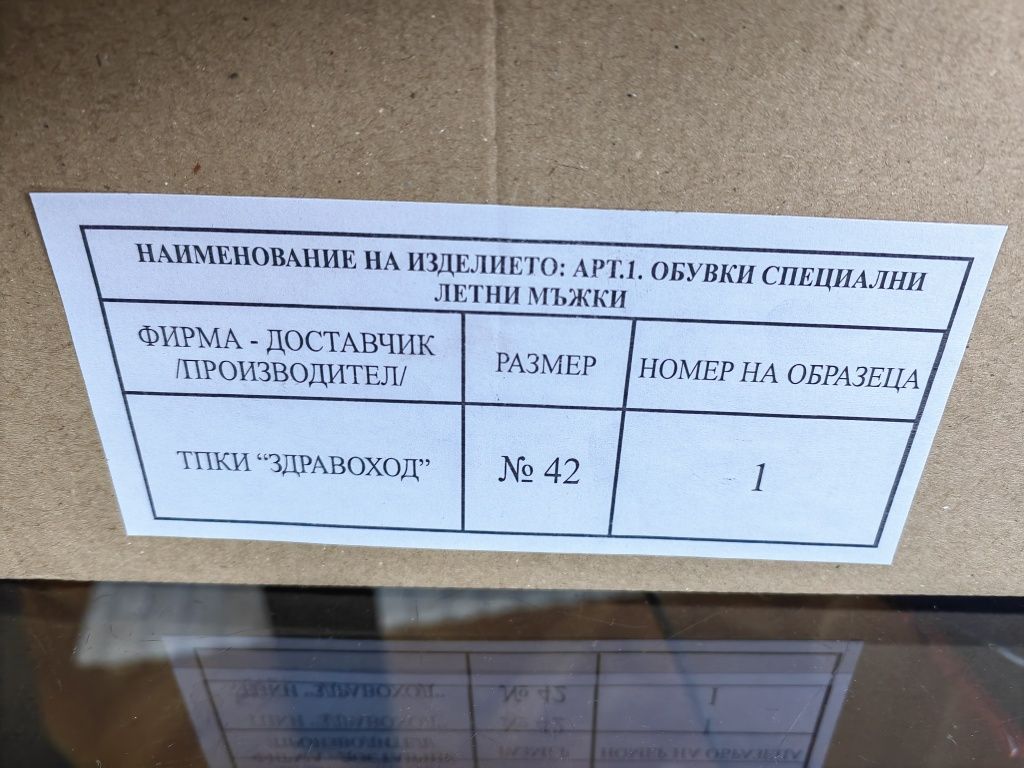 НАИМЕНОВАНИЕ НА ИЗДЕЛИЕТО: АРТ.1. ОБУВКИ СПЕЦИАЛНИ
ЛЕТНИ МЪЖКИ
ФИРМА - ДОСТАВЧИК
/ПРОИЗВОДИТЕЛ/
РАЗМЕР
НОМЕР НА ОБРАЗЕЦА
ТПКИ “ЗДРАВОХОД”
№ 42
1